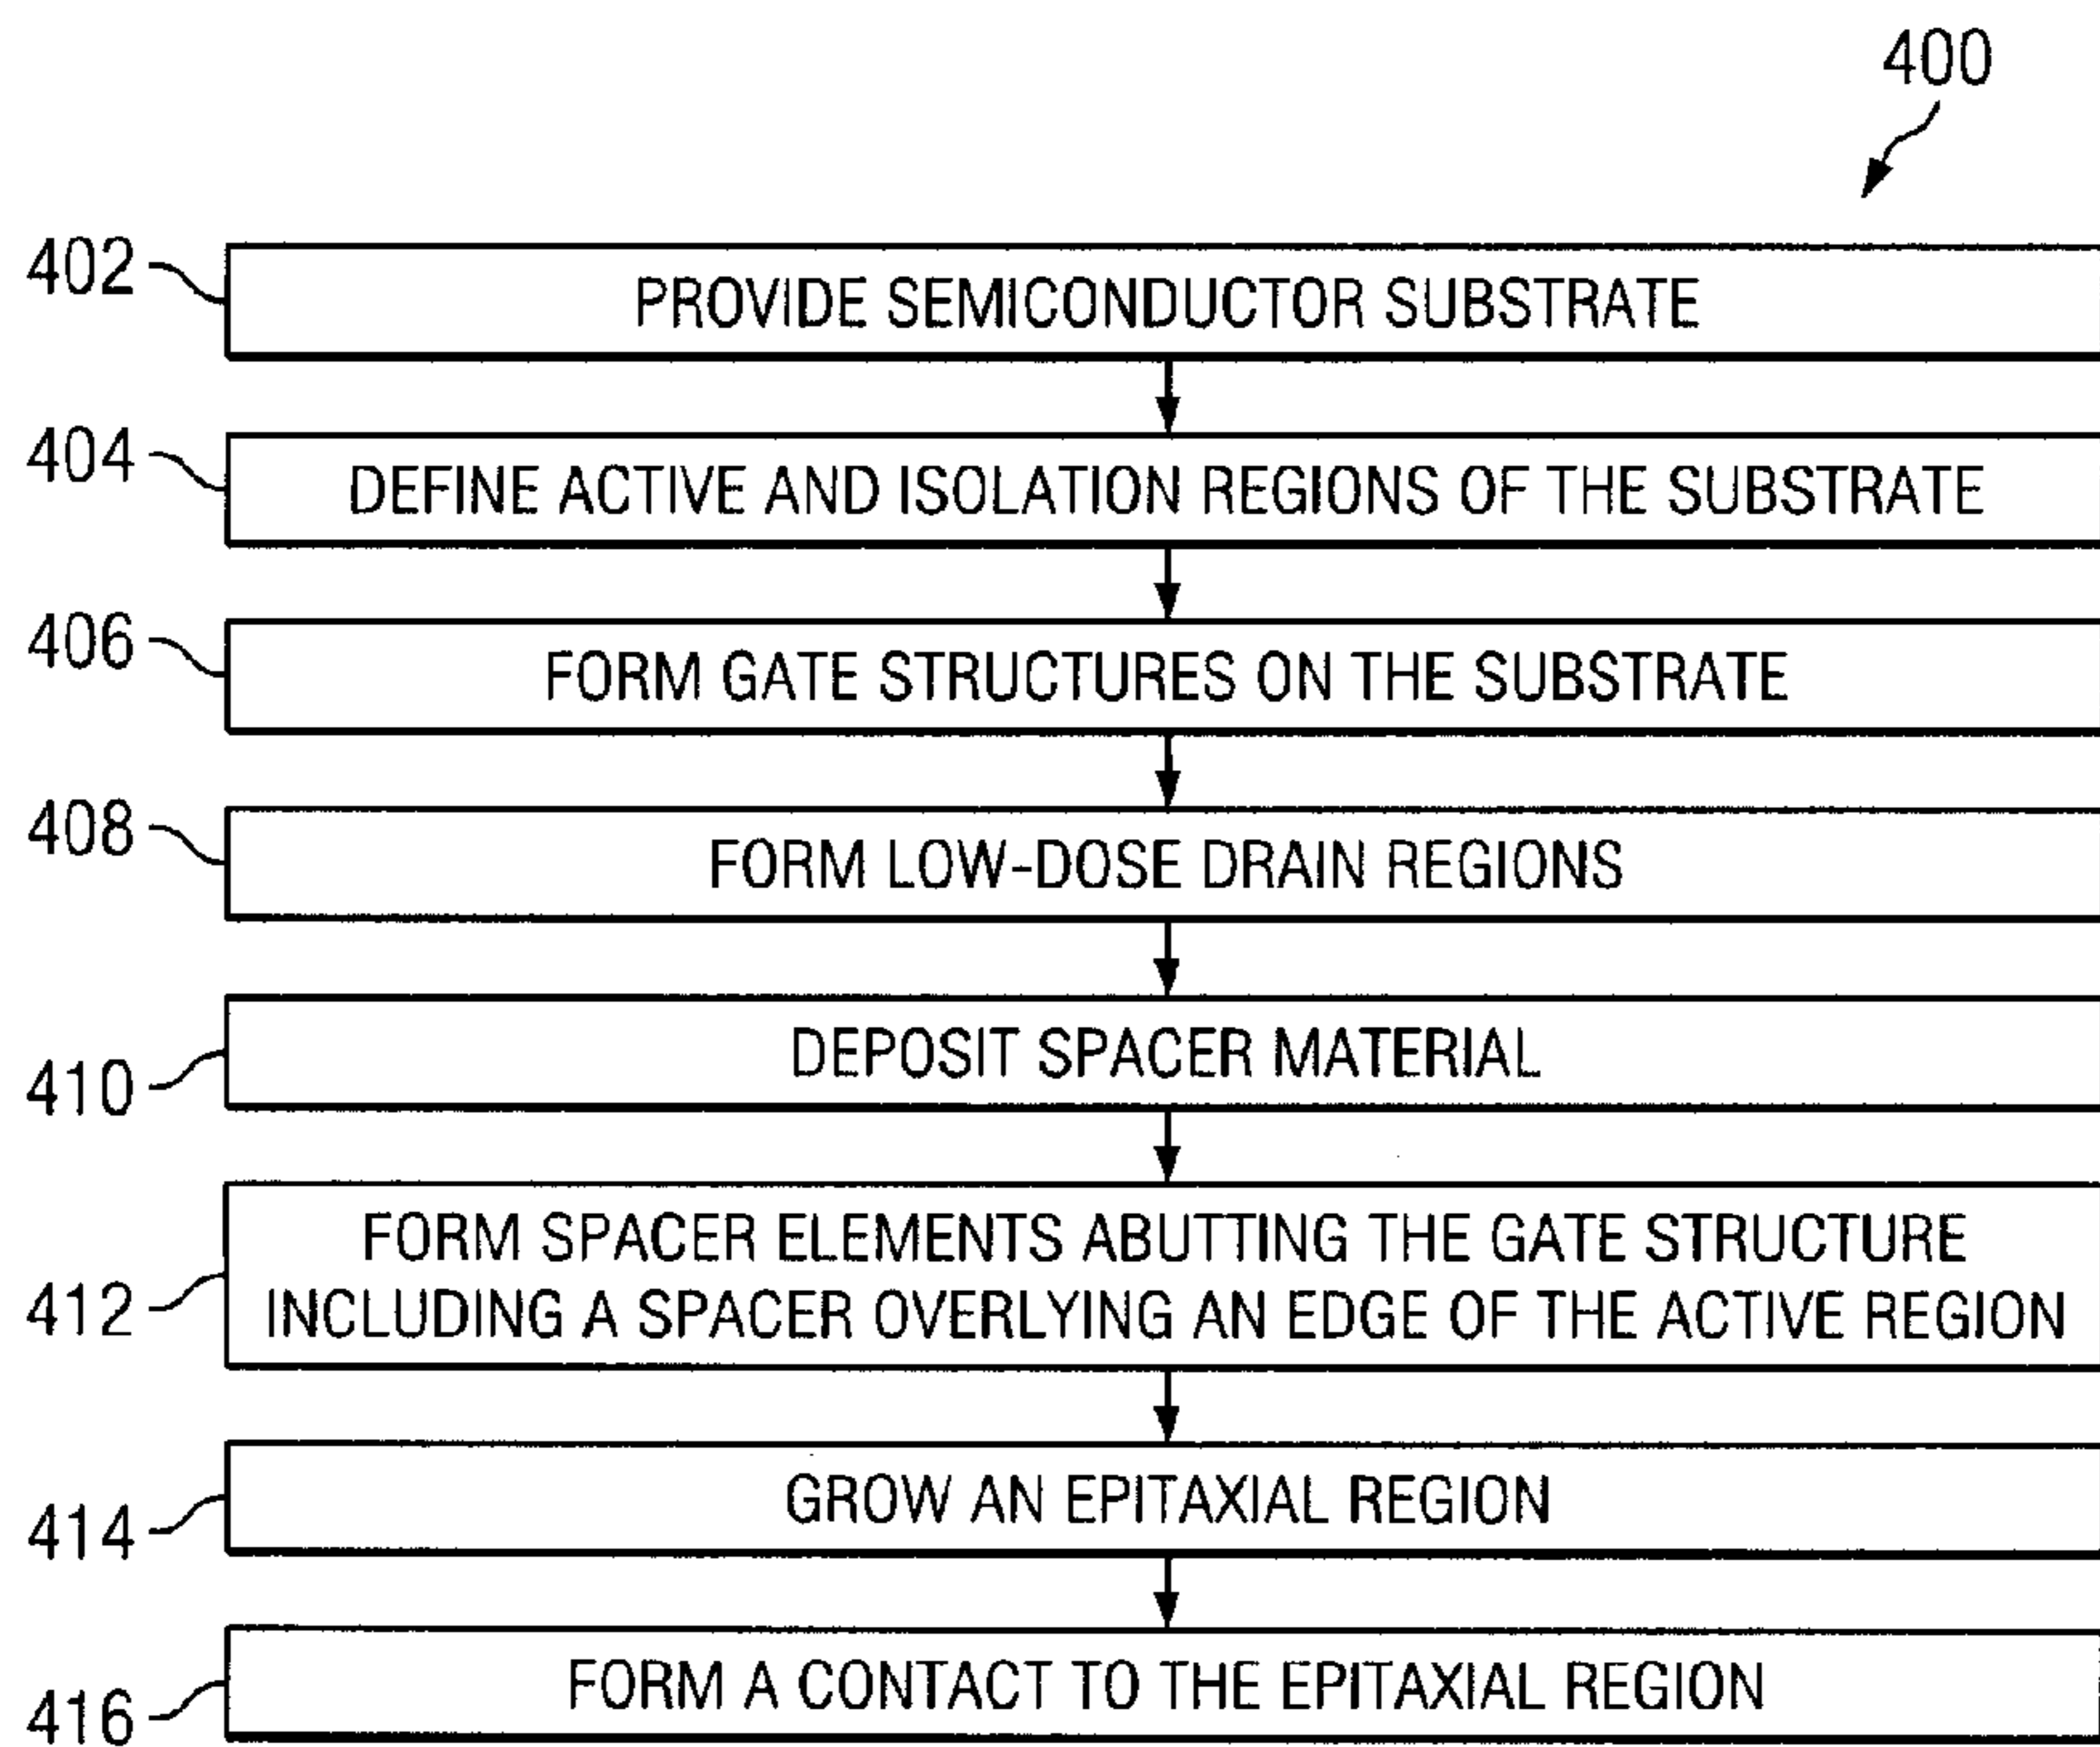 400
402
PROVIDE SEMICONDUCTOR SUBSTRATE
404
DEFINE ACTIVE AND ISOLATION REGIONS OF THE SUBSTRATE
406
FORM GATE STRUCTURES ON THE SUBSTRATE
408
FORM LOW-DOSE DRAIN REGIONS
410
DEPOSIT SPACER MATERIAL
412
FORM SPACER ELEMENTS ABUTTING THE GATE STRUCTURE
INCLUDING A SPACER OVERLYING AN EDGE OF THE ACTIVE REGION
414
GROW AN EPITAXIAL REGION
416
FORM A CONTACT TO THE EPITAXIAL REGION